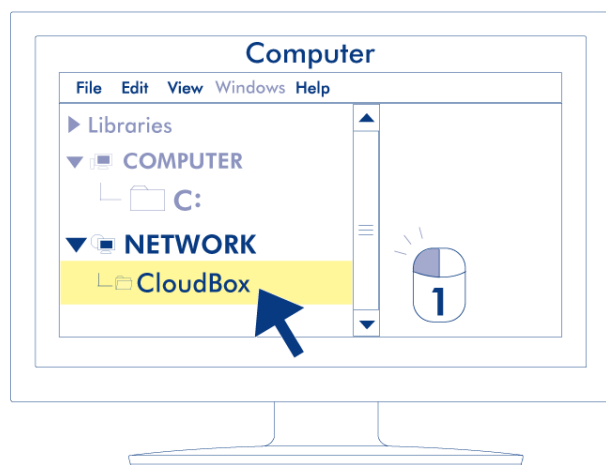 Computer
File Edit View Windows Help
Libraries
COMPUTER
C:
NETWORK
CloudBox
1